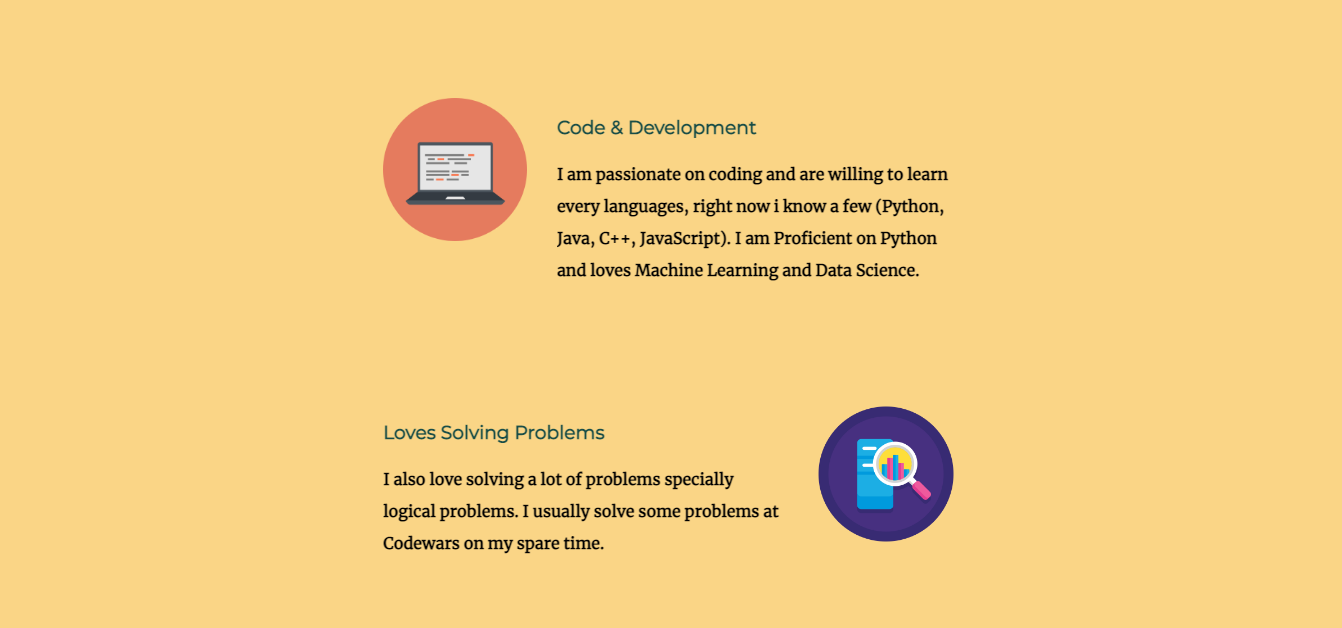 Code & Development
I am passionate on coding and are willing to learn
every languages, right now i know a few (Python,
Java, C++, JavaScript). I am Proficient on Python
and loves Machine Learning and Data Science.
Loves Solving Problems
I also love solving a lot of problems specially
logical problems. I usually solve some problems at
Codewars on my spare time.